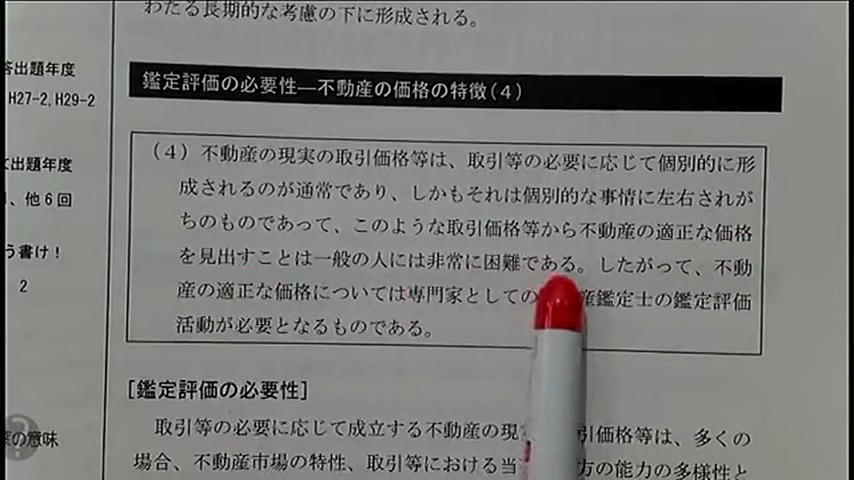 わたる長期的な考慮の下に形成される。
答出題年度
H27-2, H29-2
鑑定評価の必要性―不動産の価格の特徴(4)
(4) 不動産の現実の取引価格等は、取引等の必要に応じて個別的に形
成されるのが通常であり、しかもそれは個別的な事情に左右されが
ちのものであって、このような取引価格等から不動産の適正な価格
を見出すことは一般の人には非常に困難である。したがって、不動
産の適正な価格については専門家としての 産鑑定士の鑑定評価
活動が必要となるものである。
出題年度
、他6回
う書け!
2
の意味
[鑑定評価の必要性]
取引等の必要に応じて成立する不動産の現 引価格等は、多くの
場合、不動産市場の特性、取引等における当 方の能力の多様性と